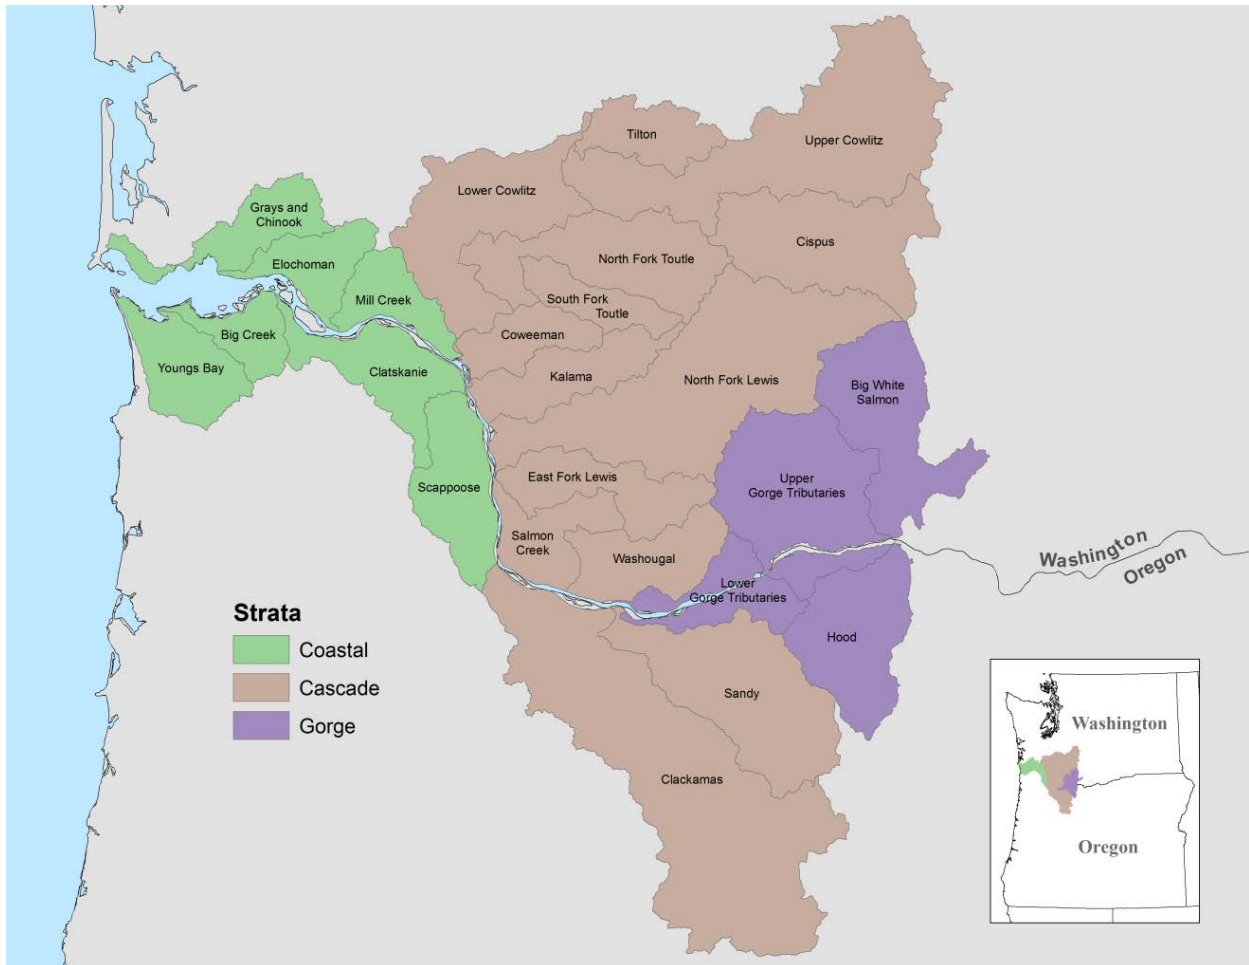 Tilton
Upper Cowlitz
Lower Cowlitz
Grays and
Chinook
Cispus
North Fork Toutle
Elochoman
Mill Creek
South Fork
Toutle
Big Creek
Coweeman
Youngs Bay
Clatskanie
Kalama
North Fork Lewis
Big White
Salmon
East Fork Lewis
Upper
Gorge Tributaries
Scappoose
Salmon
Creek
Washougal
Washington
Oregon
Lower
Gorge Tributaries
Hood
Strata
Coastal
Cascade
Gorge
Sandy
Clackamas
Washington
Oregon